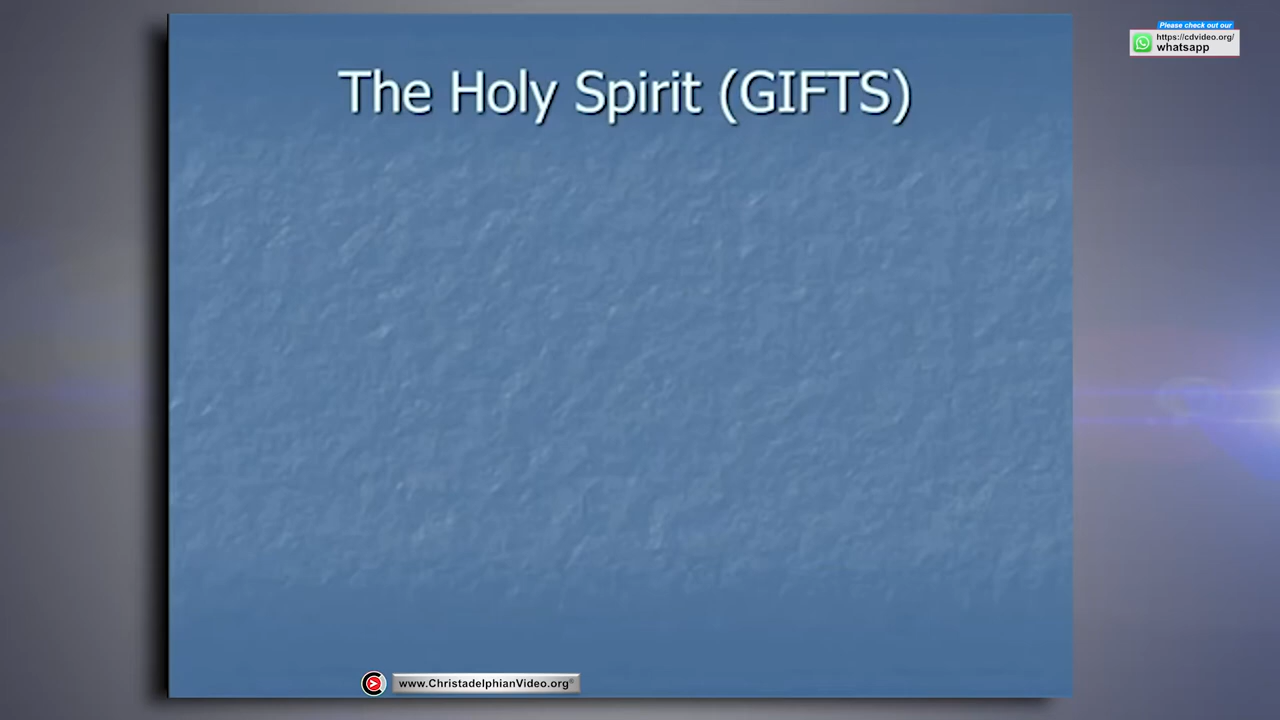 Please check out our
https://cdvideo.org/
whatsapp
The Holy Spirit (GIFTS)
www.ChristadelphianVideo.org®